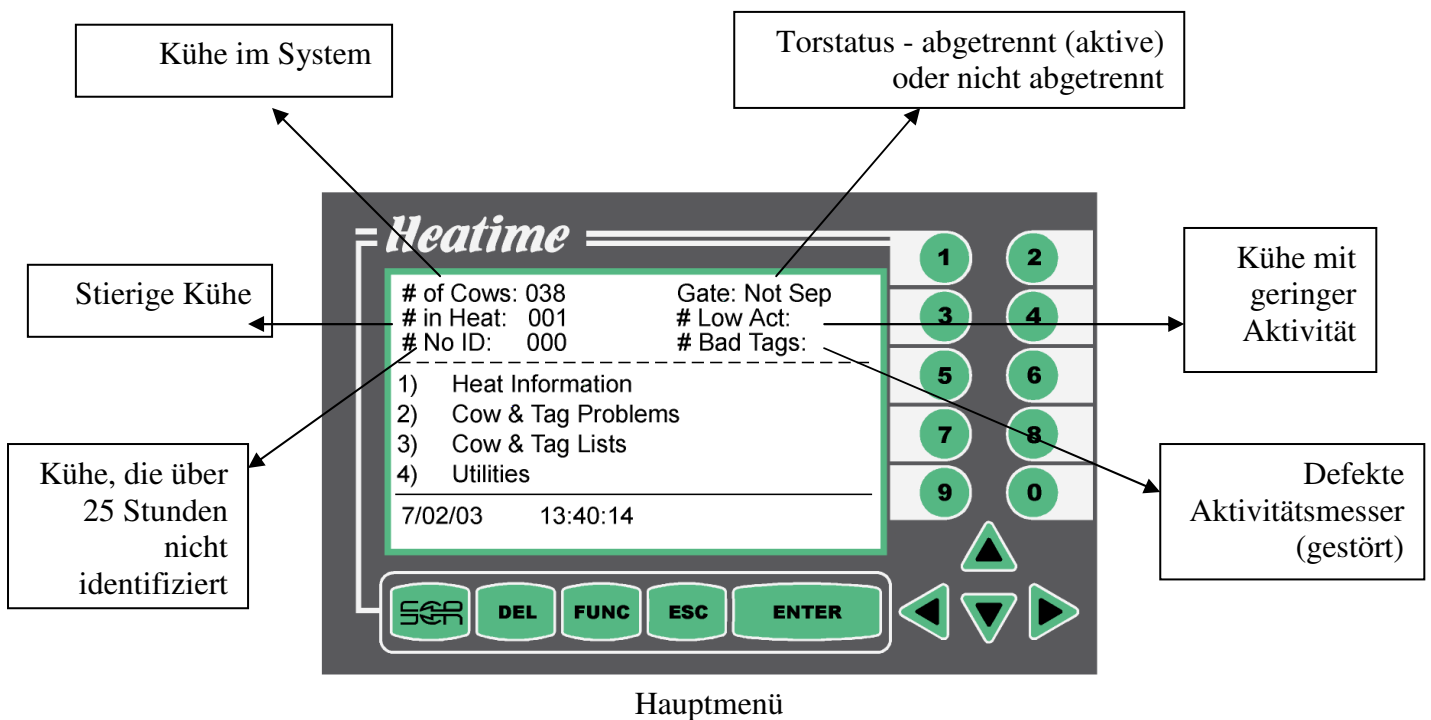 Kühe im System
Torstatus - abgetrennt (aktive)
oder nicht abgetrennt
Stierige Kühe
Kühe mit
geringer
Aktivität
Kühe, die über
25 Stunden
nicht
identifiziert
Defekte
Aktivitätsmesser
(gestört)
Heatime
# of Cows: 038 Gate: Not Sep
# in Heat: 001 # Low Act:
# No ID: 000 # Bad Tags:
1) Heat Information
2) Cow & Tag Problems
3) Cow & Tag Lists
4) Utilities
7/02/03 13:40:14
1 2
3 4
5 6
7 8
9 0
SCR DEL FUNC ESC ENTER
Hauptmenü